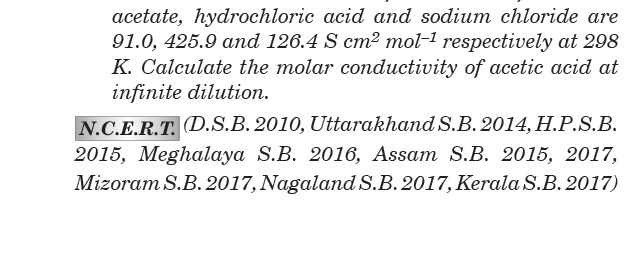 acetate, hydrochloric acid and sodium chloride are
91.0, 425.9 and 126.4 S cm² mol⁻¹ respectively at 298
K. Calculate the molar conductivity of acetic acid at
infinite dilution.
N.C.E.R.T. (D.S.B. 2010, Uttarakhand S.B. 2014, H.P.S.B.
2015, Meghalaya S.B. 2016, Assam S.B. 2015, 2017,
Mizoram S.B. 2017, Nagaland S.B. 2017, Kerala S.B. 2017)